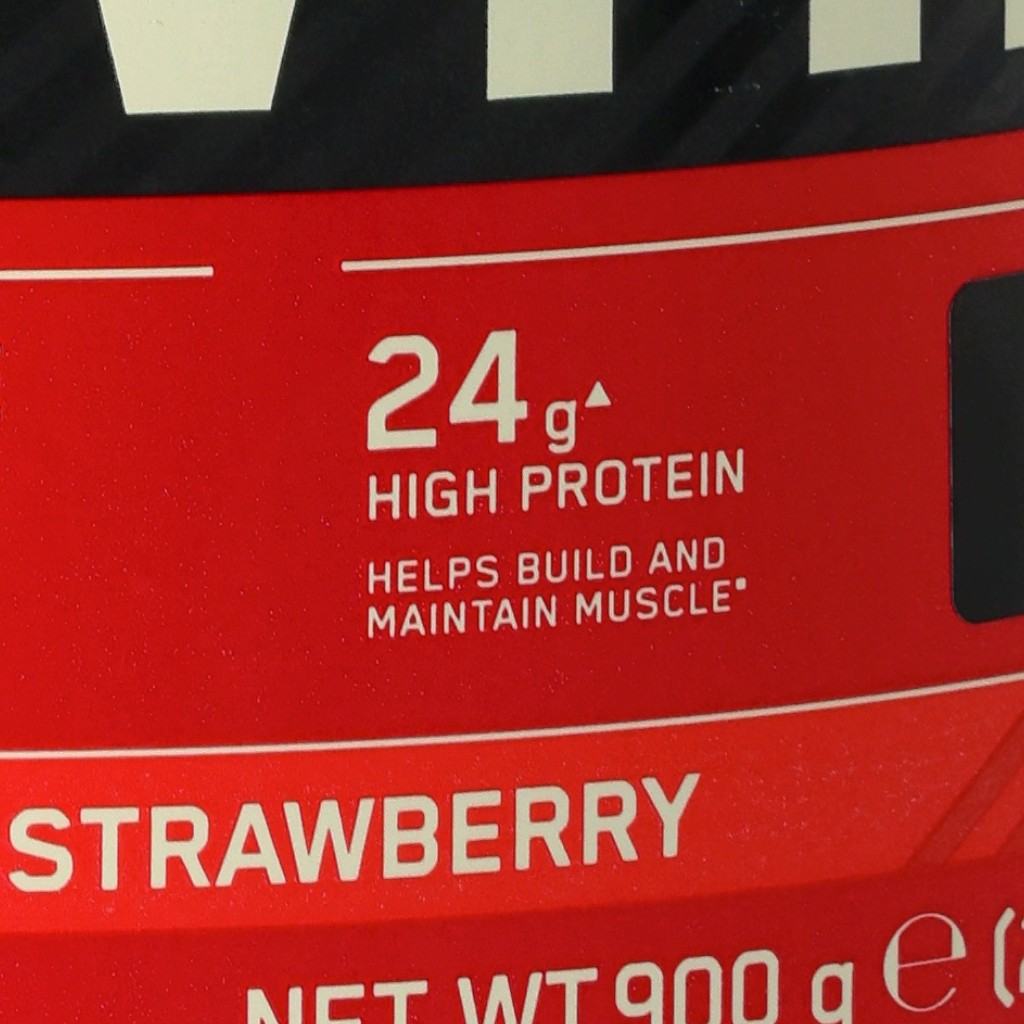 24g▲
HIGH PROTEIN
HELPS BUILD AND
MAINTAIN MUSCLE▪
STRAWBERRY
NET WT 900 g ℮